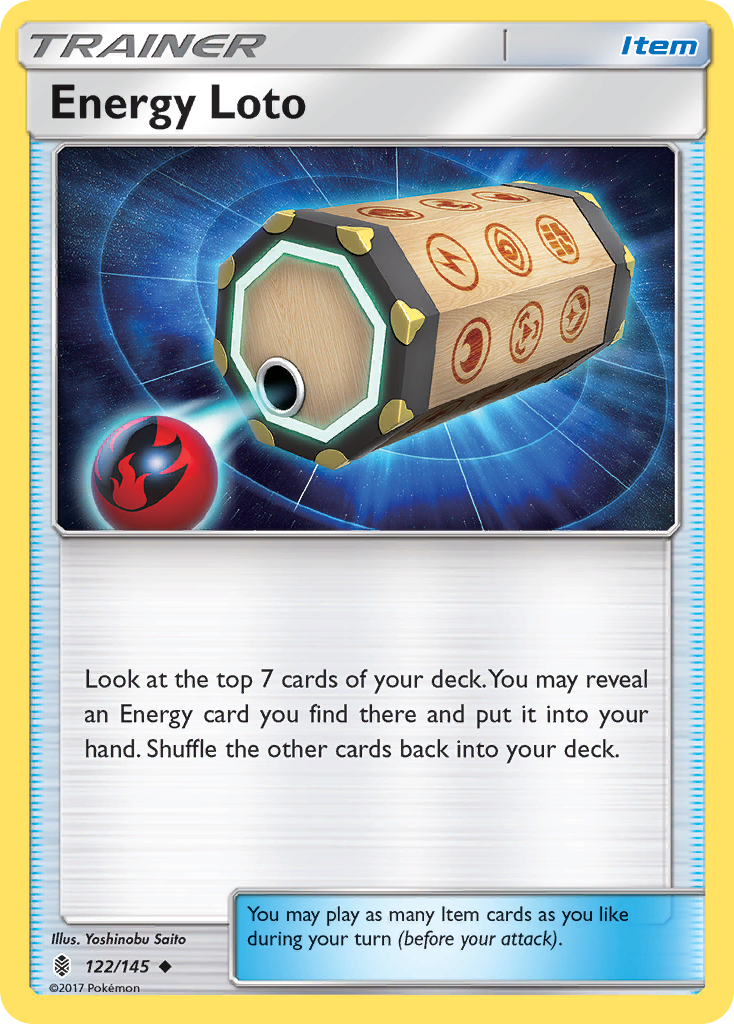 TRAINER
Item
Energy Loto
Look at the top 7 cards of your deck. You may reveal
an Energy card you find there and put it into your
hand. Shuffle the other cards back into your deck.
You may play as many Item cards as you like
during your turn (before your attack).
Illus. Yoshinobu Saito
122/145
©2017 Pokémon